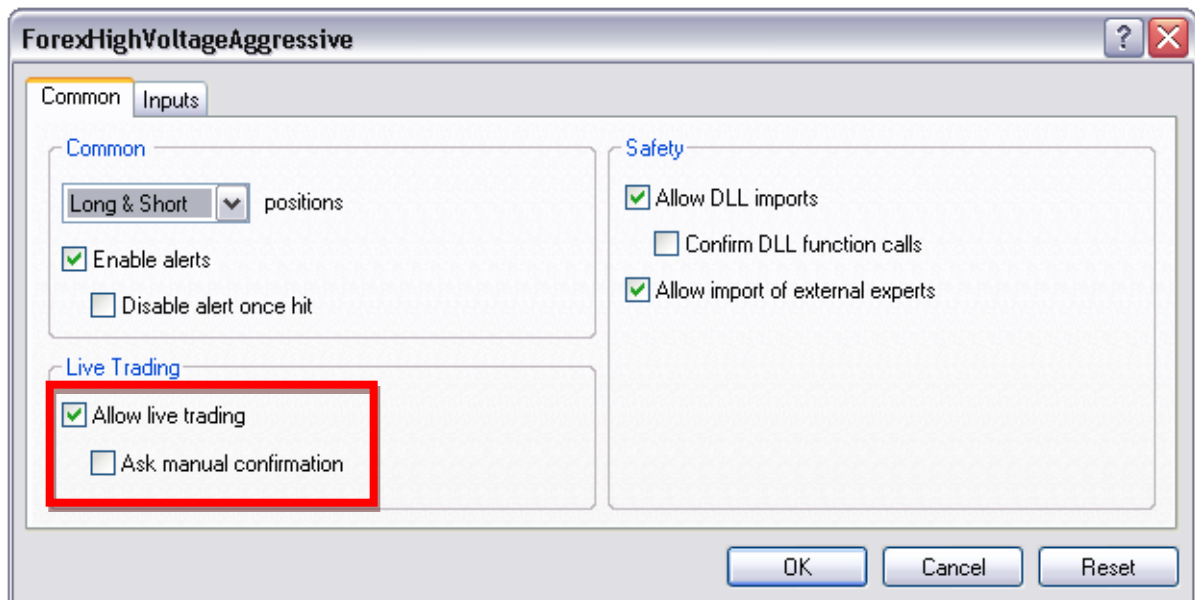 ForexHighVoltageAggressive
?
Common
Inputs
Common
Long & Short positions
Enable alerts
Disable alert once hit
Live Trading
Allow live trading
Ask manual confirmation
Safety
Allow DLL imports
Confirm DLL function calls
Allow import of external experts
OK
Cancel
Reset